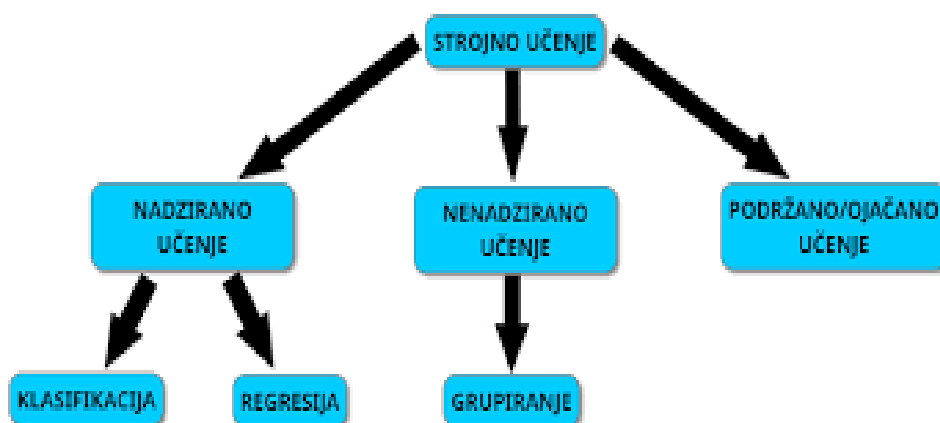 STROJNO UČENJE
NADZIRANO
UČENJE
NENADZIRANO
UČENJE
PODRŽANO/OJAČANO
UČENJE
KLASIFIKACIJA
REGRESIJA
GRUPIRANJE